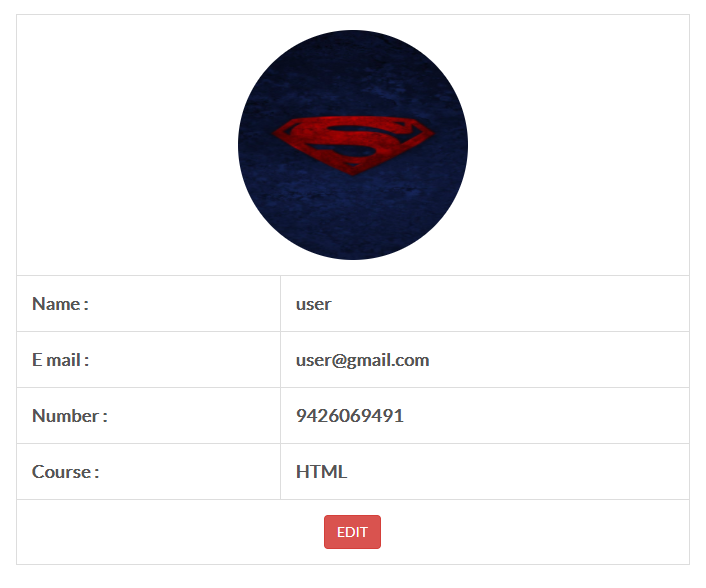 Name : user
E mail : user@gmail.com
Number : 9426069491
Course : HTML
EDIT